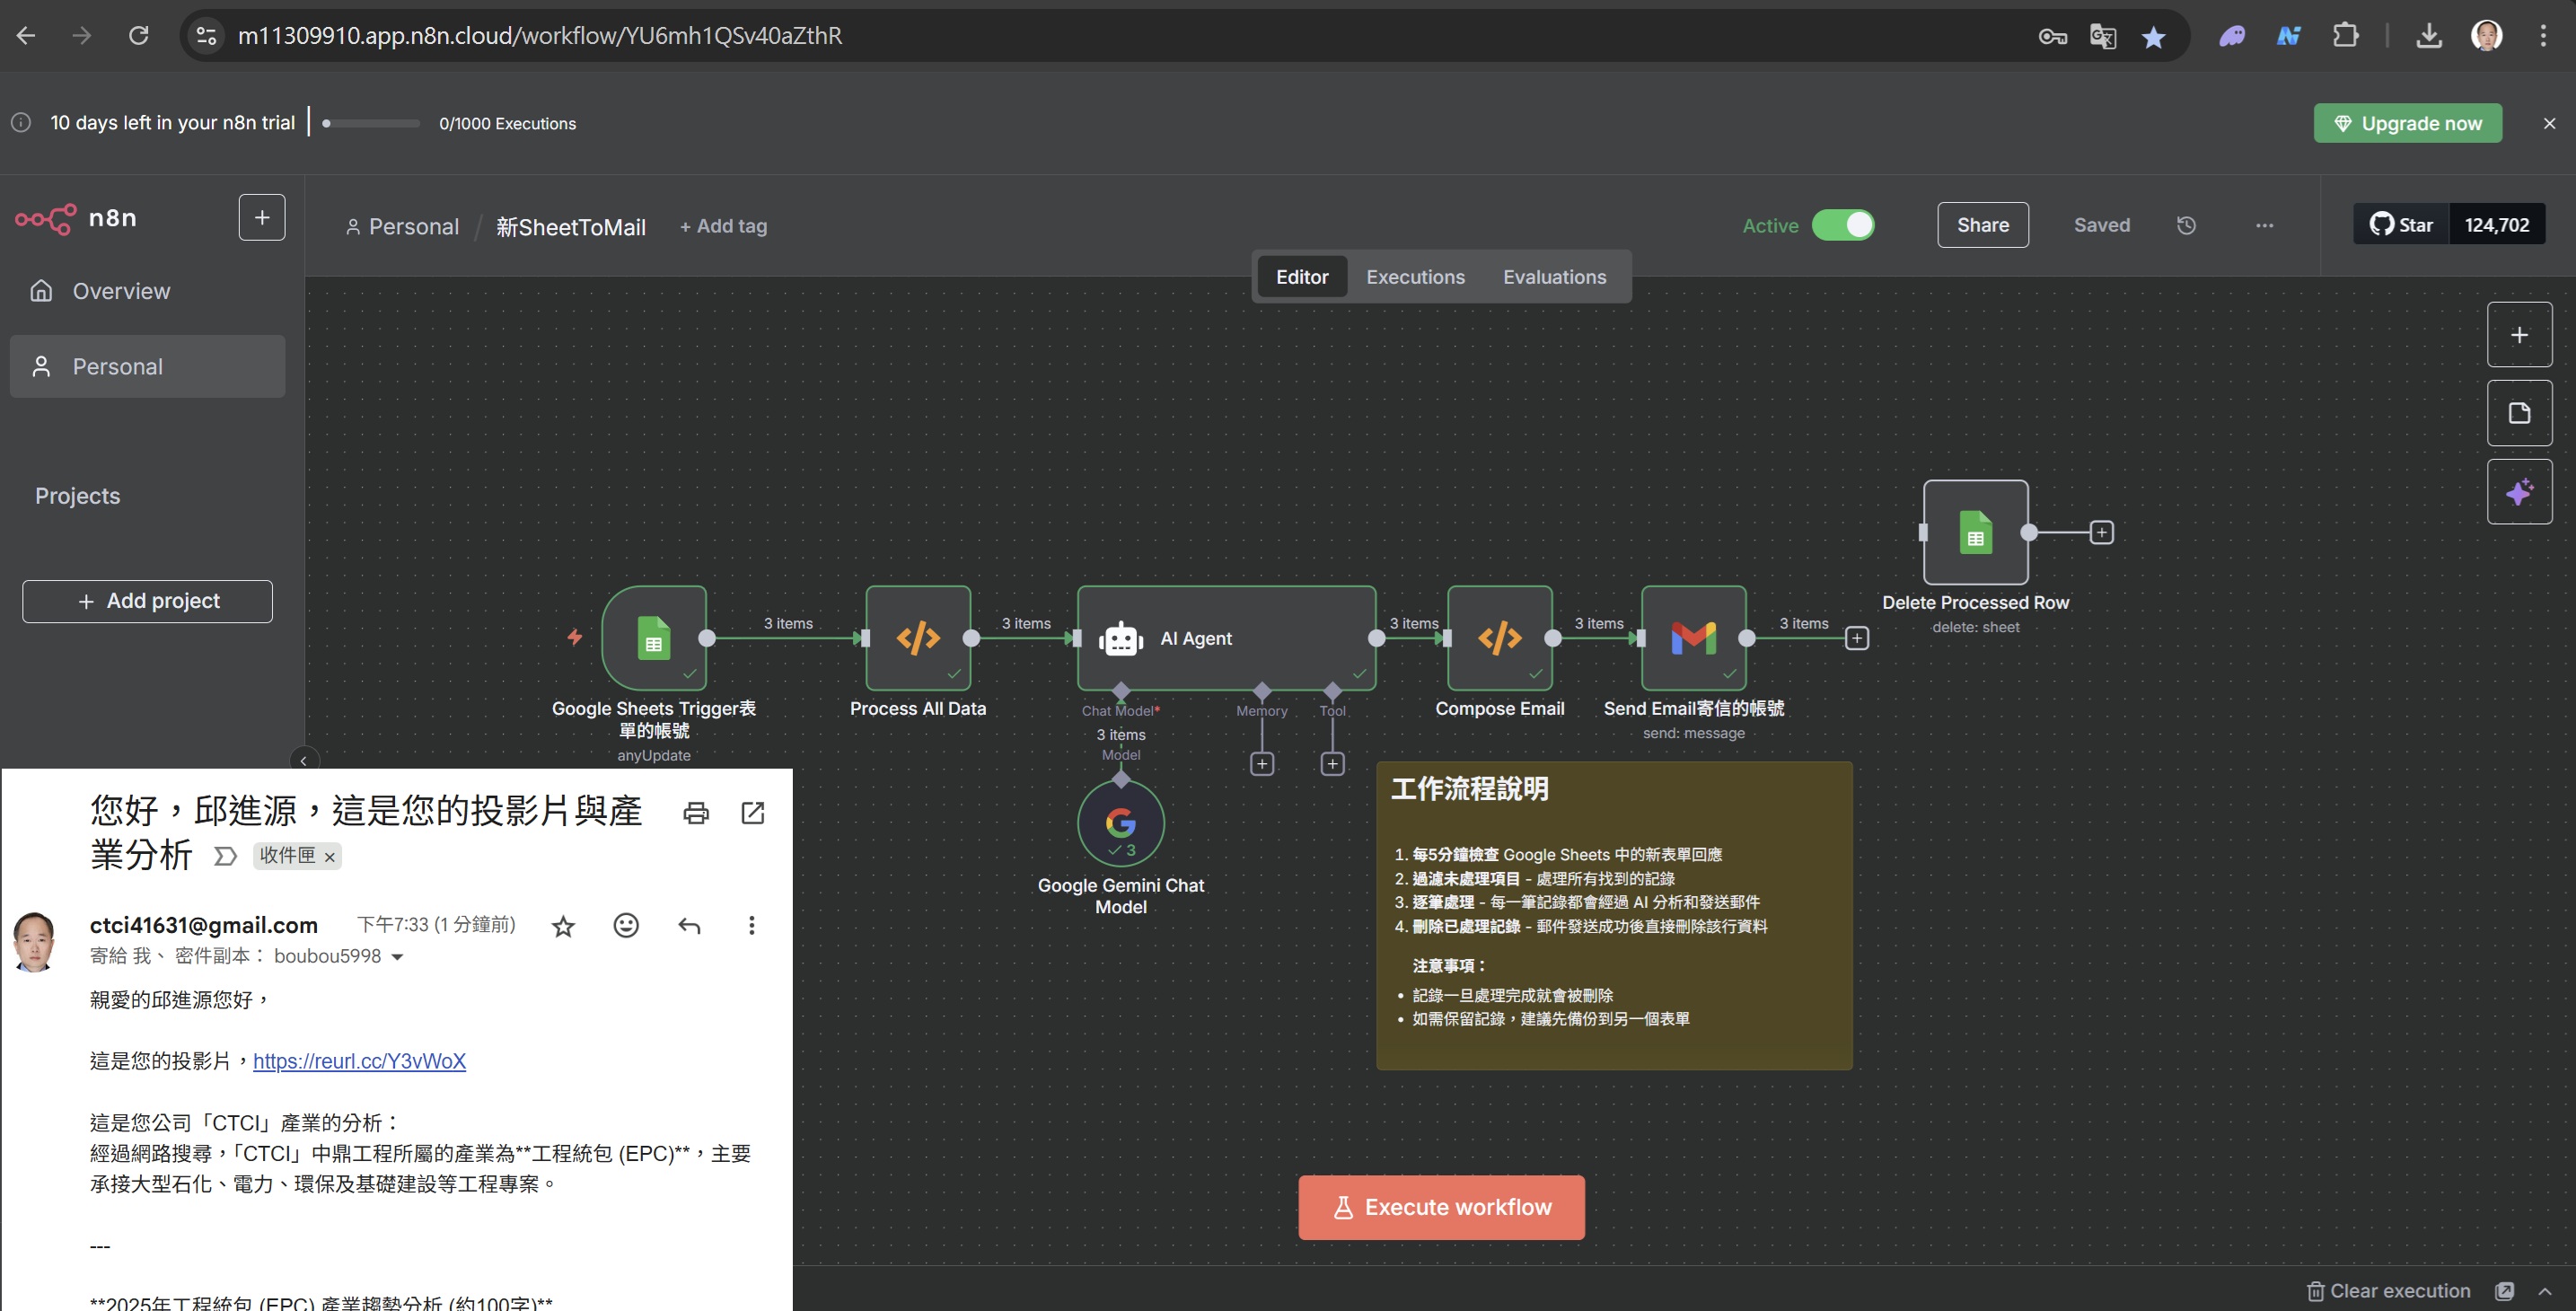 m11309910.app.n8n.cloud/workflow/YU6mh1QSv40aZthR
10 days left in your n8n trial
0/1000 Executions
Upgrade now
n8n
Personal / 新SheetToMail + Add tag
Active
Share
Saved
Star 124,702
Editor Executions Evaluations
Overview
Personal
Projects
+ Add project
3 items
3 items
AI Agent
3 items
3 items
3 items
Google Sheets Trigger表
單的帳號
anyUpdate
Process All Data
Chat Model*
Memory
Tool
3 items
Model
3
Google Gemini Chat
Model
Compose Email
Send Email寄信的帳號
send: message
Delete Processed Row
delete: sheet
工作流程說明
1. 每5分鐘檢查 Google Sheets 中的新表單回應
2. 過濾未處理項目 - 處理所有找到的記錄
3. 逐筆處理 - 每一筆記錄都會經過 AI 分析和發送郵件
4. 刪除已處理記錄 - 郵件發送成功後直接刪除該行資料
注意事項：
• 記錄一旦處理完成就會被刪除
• 如需保留記錄，建議先備份到另一個表單
Execute workflow
Clear execution
您好，邱進源，這是您的投影片與產
業分析 收件匣 ×
ctci41631@gmail.com 下午7:33 (1 分鐘前)
寄給 我、 密件副本： boubou5998
親愛的邱進源您好，
這是您的投影片，https://reurl.cc/Y3vWoX
這是您公司「CTCI」產業的分析：
經過網路搜尋，「CTCI」中鼎工程所屬的產業為**工程統包 (EPC)**，主要
承接大型石化、電力、環保及基礎建設等工程專案。
---
**2025年工程統包 (EPC) 產業趨勢分析 (約100字)**